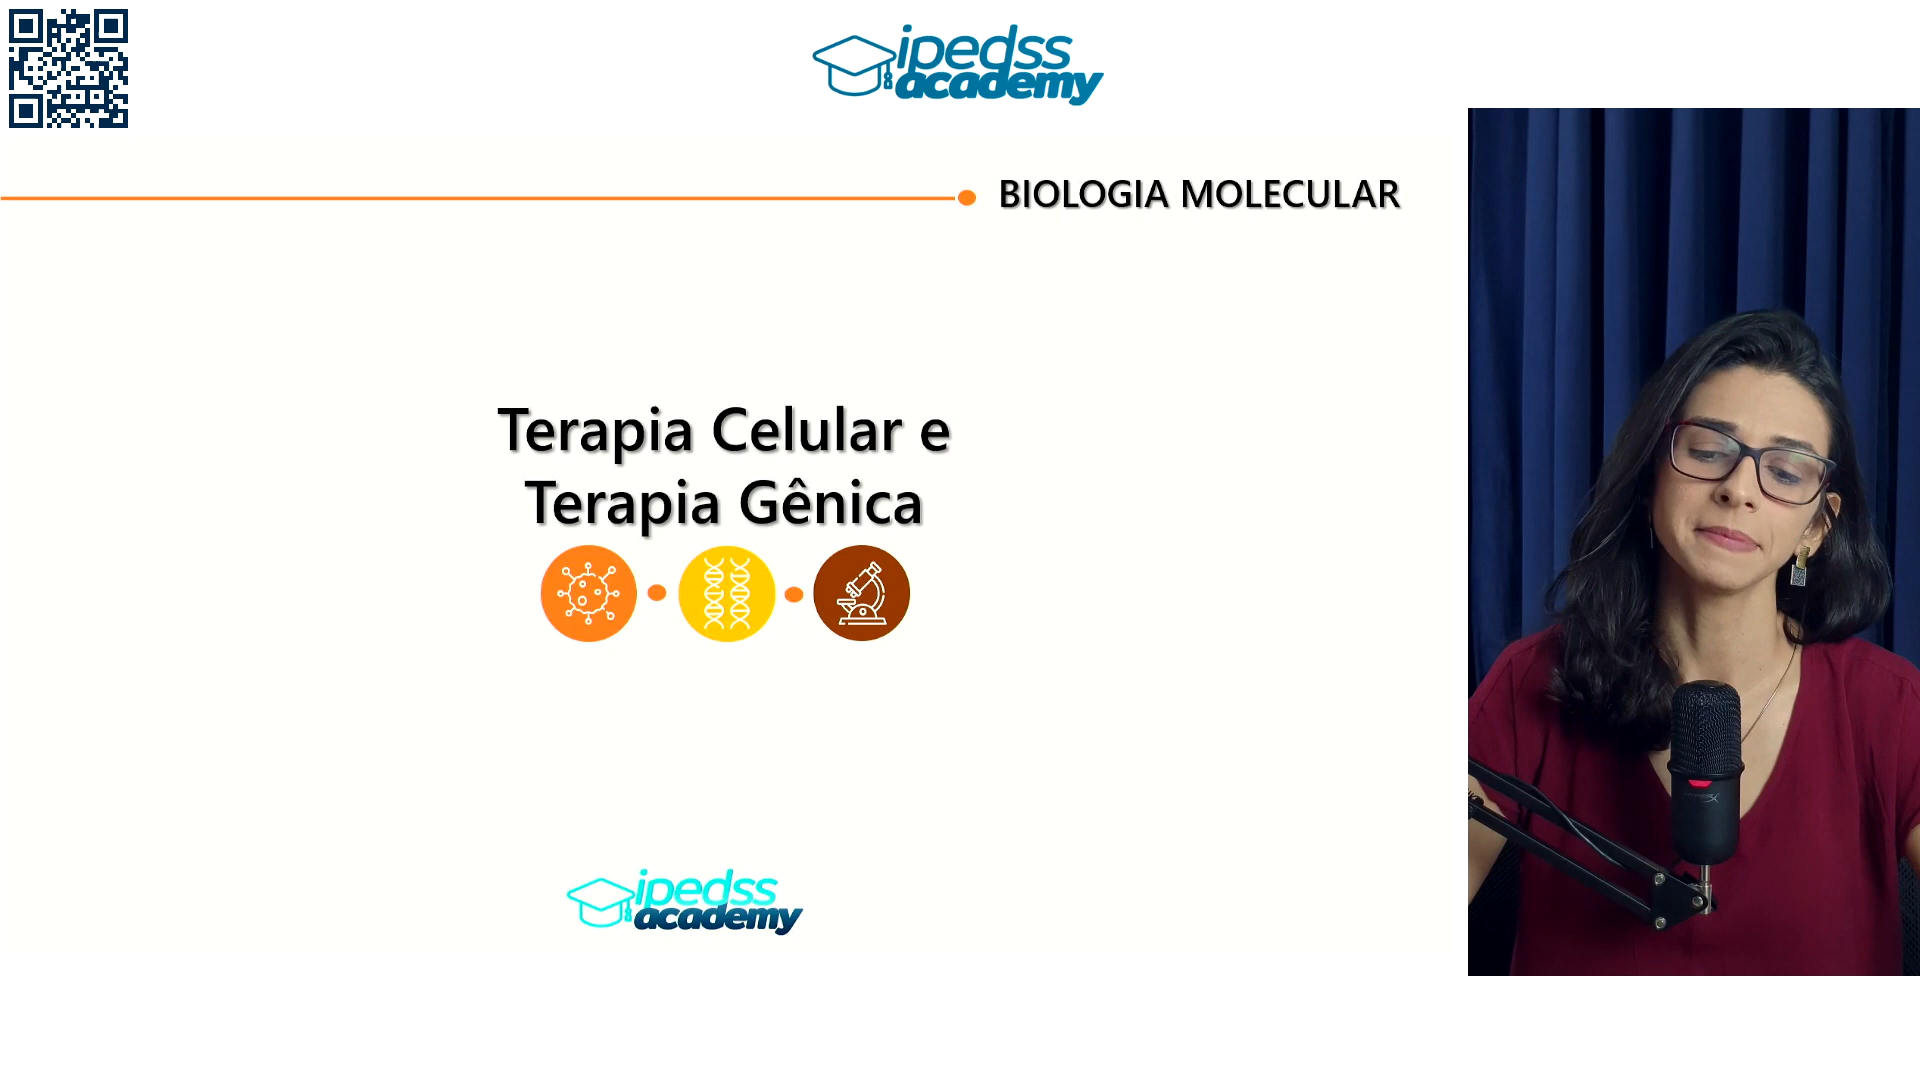 ipedss
academy
BIOLOGIA MOLECULAR
Terapia Celular e
Terapia Gênica
ipedss
academy